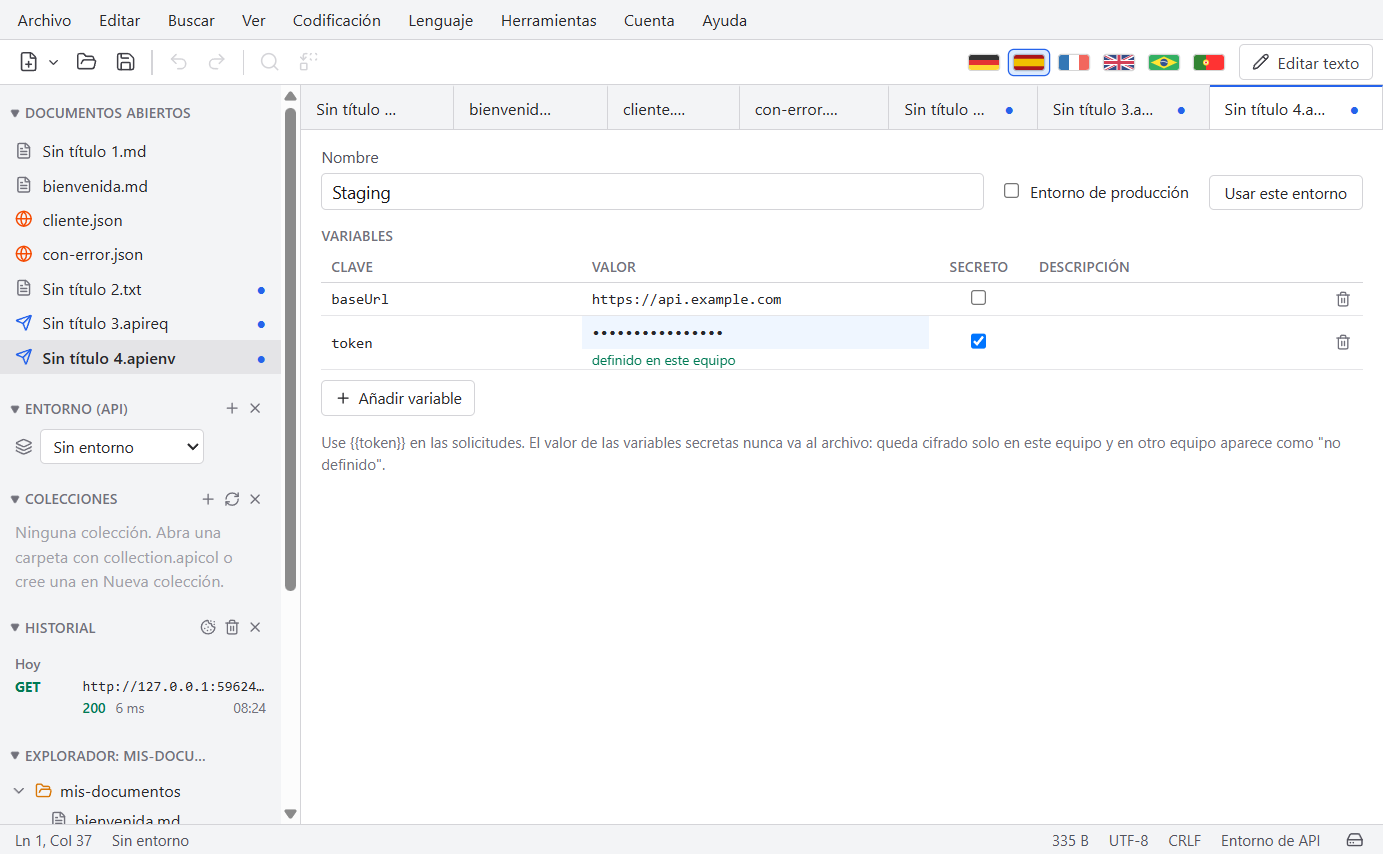 Archivo Editar Buscar Ver Codificación Lenguaje Herramientas Cuenta Ayuda
Editar texto
DOCUMENTOS ABIERTOS
Sin título 1.md
bienvenida.md
cliente.json
con-error.json
Sin título 2.txt
Sin título 3.apireq
Sin título 4.apienv
ENTORNO (API)
Sin entorno
COLECCIONES
Ninguna colección. Abra una
carpeta con collection.apicol o
cree una en Nueva colección.
HISTORIAL
Hoy
GET http://127.0.0.1:59624…
200 6 ms 08:24
EXPLORADOR: MIS-DOCU...
mis-documentos
bienvenida.md
Sin título ... bienvenid... cliente.... con-error.... Sin título ... Sin título 3.a... Sin título 4.a...
Nombre
Staging
Entorno de producción
Usar este entorno
VARIABLES
CLAVE VALOR SECRETO DESCRIPCIÓN
baseUrl https://api.example.com
token ••••••••••••••••
definido en este equipo
Añadir variable
Use {{token}} en las solicitudes. El valor de las variables secretas nunca va al archivo: queda cifrado solo en este equipo y en otro equipo aparece como "no
definido".
Ln 1, Col 37 Sin entorno 335 B UTF-8 CRLF Entorno de API